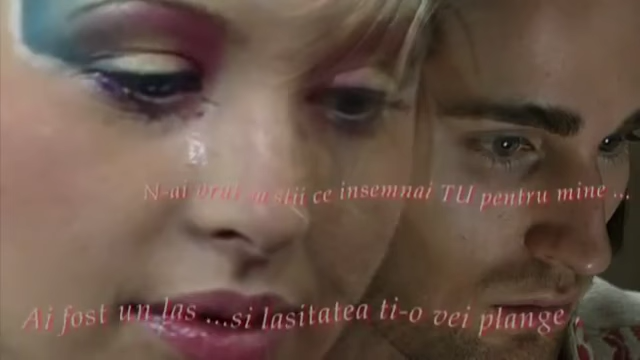 N-ai vrut sa stii ce insemnai TU pentru mine ...
Ai fost un las ...si lasitatea ti-o vei plange .